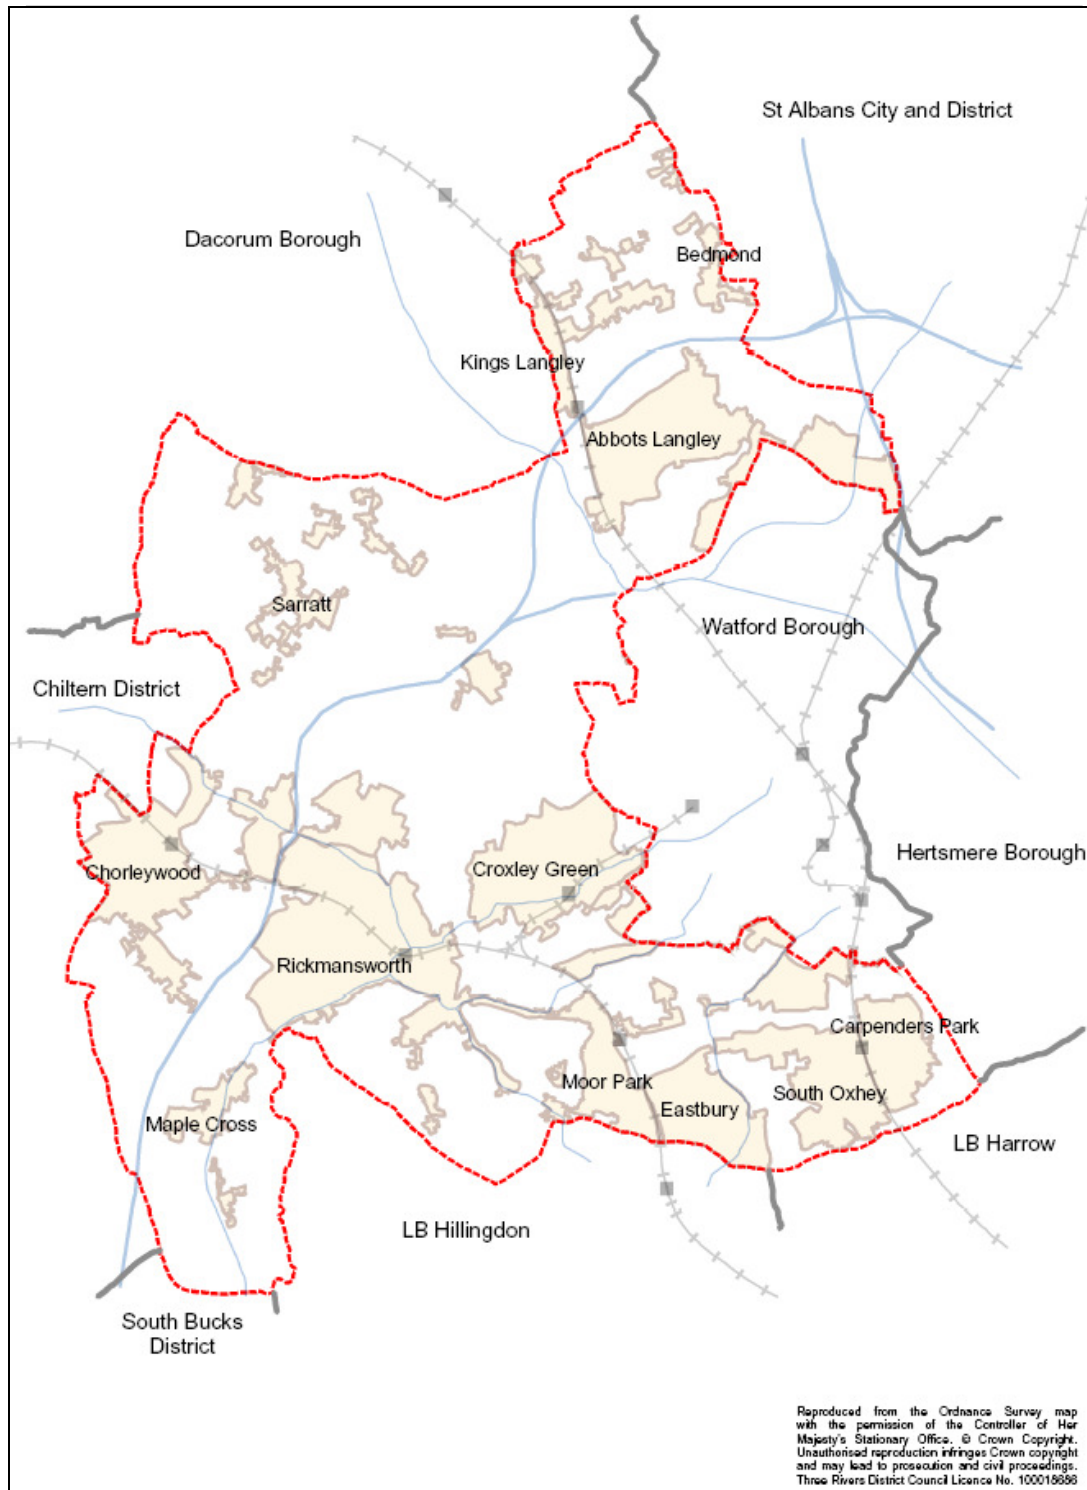 St Albans City and District
Dacorum Borough
Bedmond
Kings Langley
Abbots Langley
Sarratt
Watford Borough
Chiltern District
Hertsmere Borough
Chorleywood
Croxley Green
Rickmansworth
Carpenders Park
Moor Park
South Oxhey
Eastbury
Maple Cross
LB Harrow
LB Hillingdon
South Bucks
District
Reproduced from the Ordnance Survey map
with the permission of the Controller of Her
Majesty's Stationary Office. © Crown Copyright.
Unauthorised reproduction infringes Crown copyright
and may lead to prosecution and civil proceedings.
Three Rivers District Council Licence No. 100018686